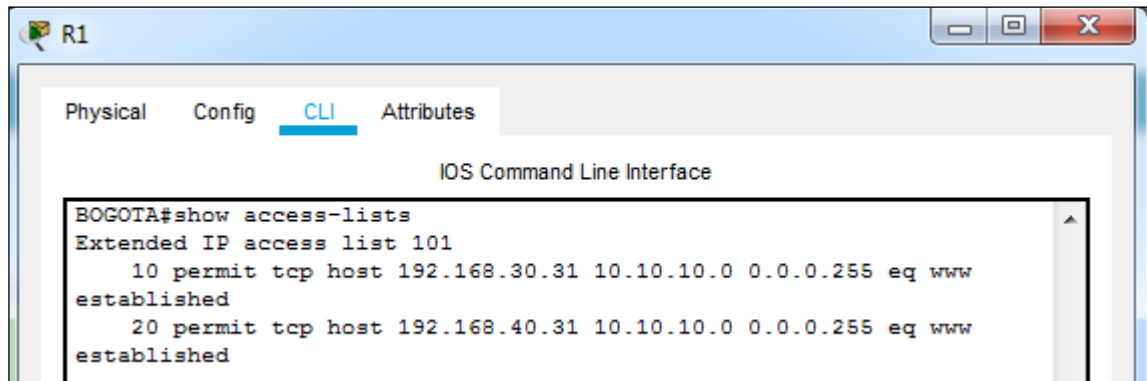 R1
Physical Config CLI Attributes
IOS Command Line Interface
BOGOTA#show access-lists
Extended IP access list 101
10 permit tcp host 192.168.30.31 10.10.10.0 0.0.0.255 eq www
established
20 permit tcp host 192.168.40.31 10.10.10.0 0.0.0.255 eq www
established